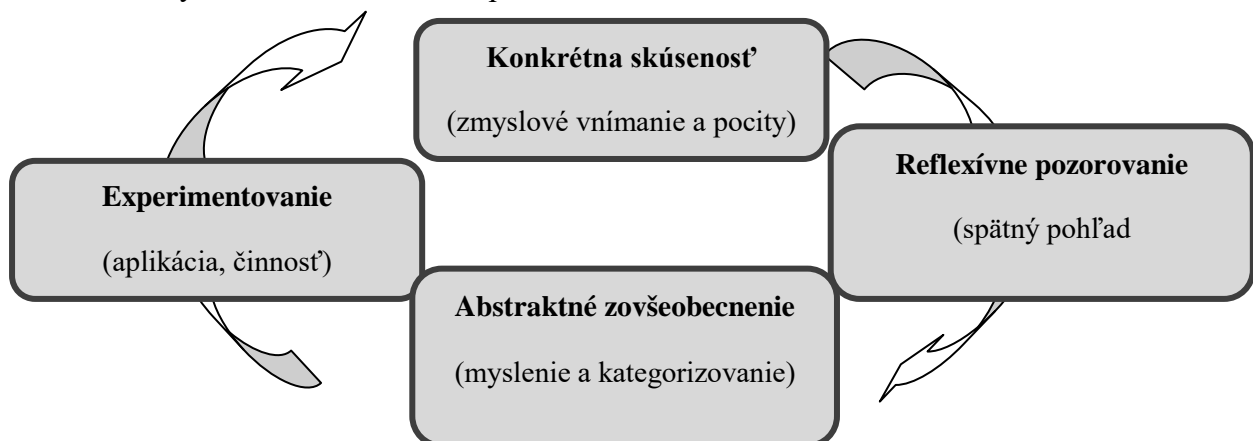 Konkrétna skúsenosť
(zmyslové vnímanie a pocity)
Reflexívne pozorovanie
(spätný pohľad
Experimentovanie
(aplikácia, činnosť)
Abstraktné zovšeobecnenie
(myslenie a kategorizovanie)